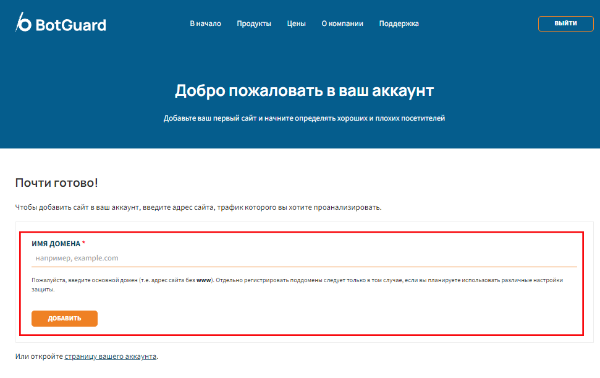 BotGuard
В начало Продукты Цены О компании Поддержка
ВЫЙТИ
Добро пожаловать в ваш аккаунт
Добавьте ваш первый сайт и начните определять хороших и плохих посетителей
Почти готово!
Чтобы добавить сайт в ваш аккаунт, введите адрес сайта, трафик которого вы хотите проанализировать.
ИМЯ ДОМЕНА *
например, example.com
Пожалуйста, введите основной домен (т.е. адрес сайта без www). Отдельно регистрировать поддомены следует только в том случае, если вы планируете использовать различные настройки
защиты.
ДОБАВИТЬ
Или откройте страницу вашего аккаунта.